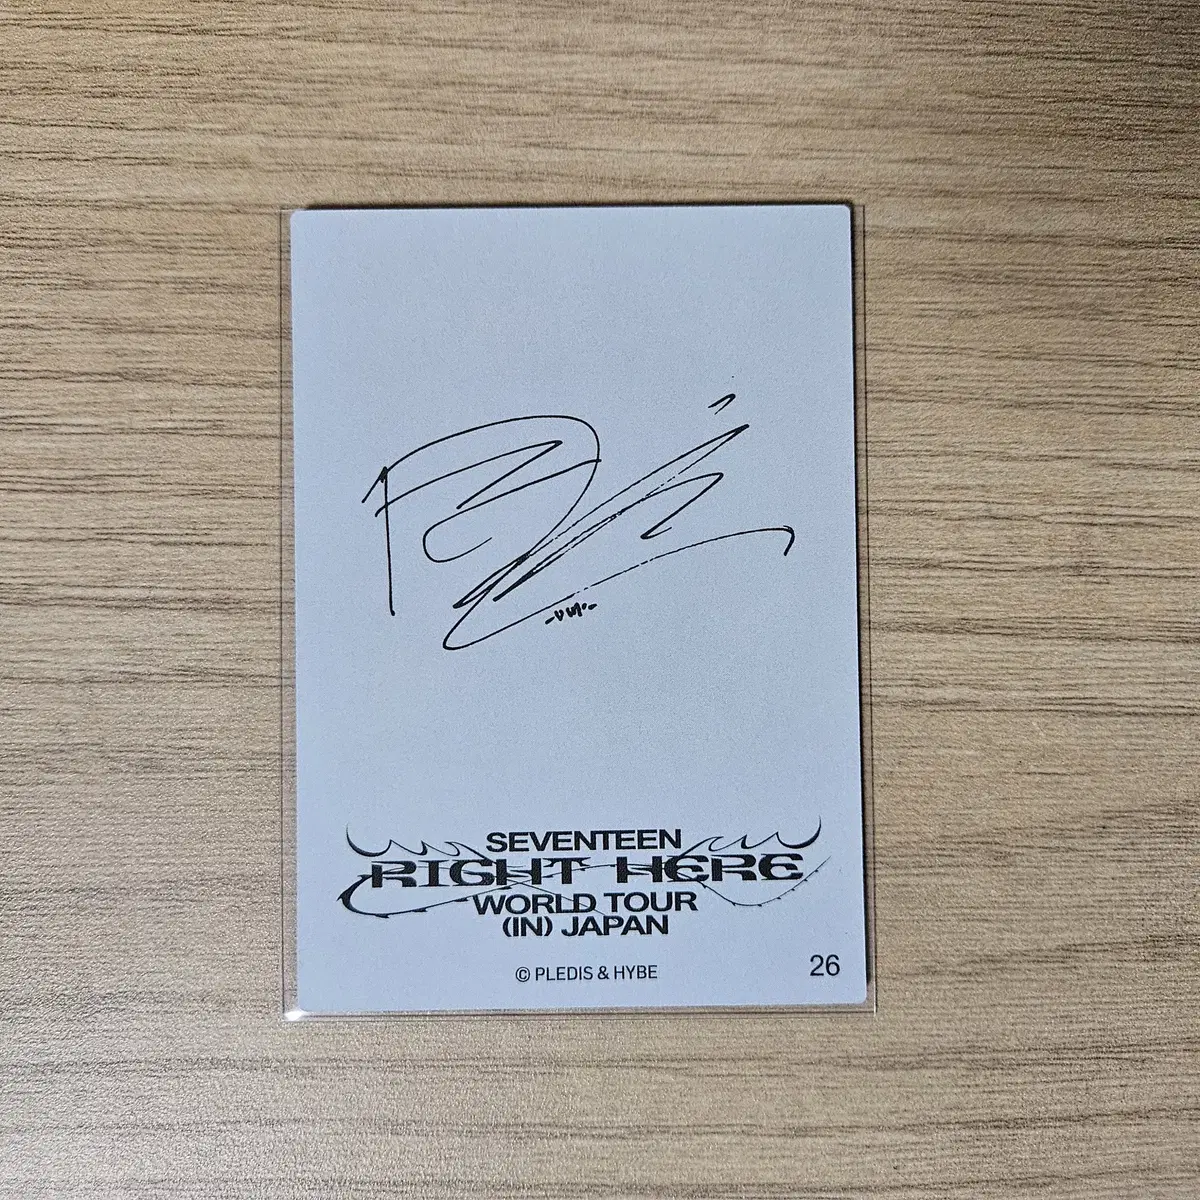 SEVENTEEN
RIGHT HERE
WORLD TOUR
(IN) JAPAN
© PLEDIS & HYBE
26